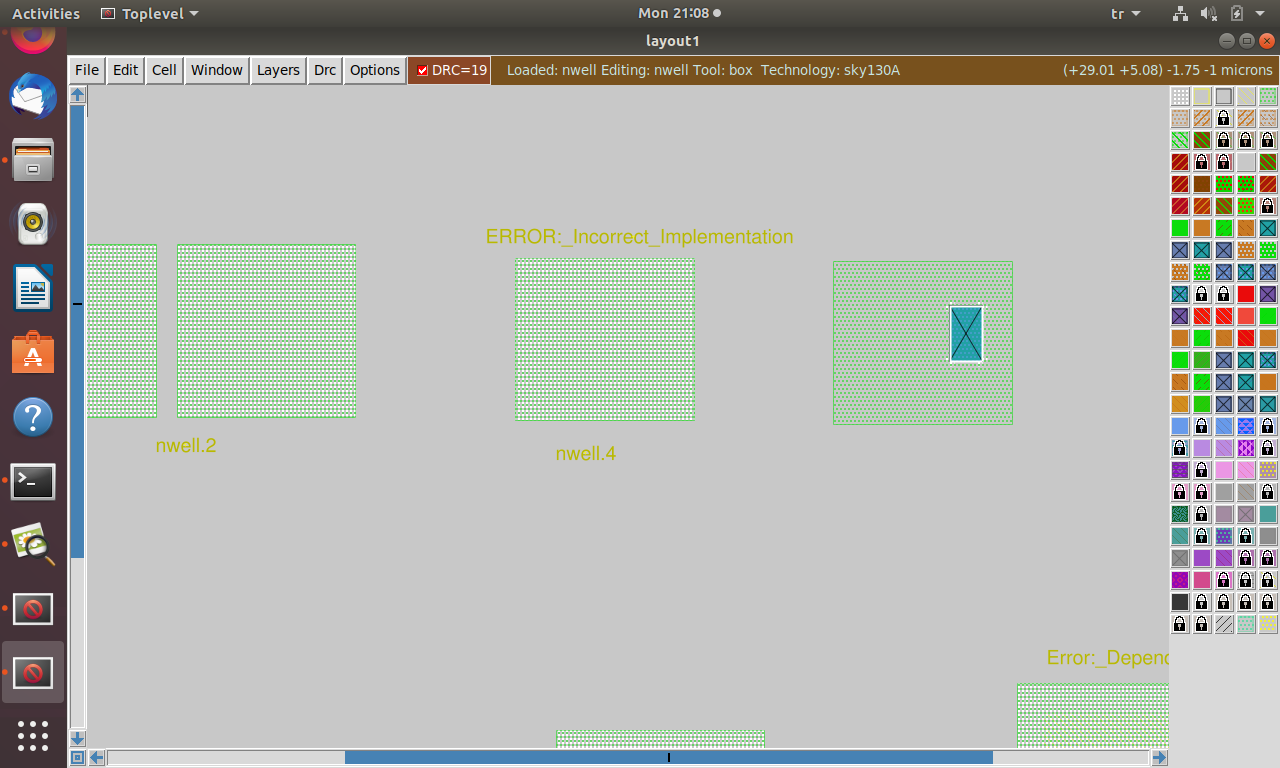 Activities
Toplevel
Mon 21:08
tr
layout1
File
Edit
Cell
Window
Layers
Drc
Options
DRC=19
Loaded: nwell Editing: nwell Tool: box Technology: sky130A
(+29.01 +5.08) -1.75 -1 microns
ERROR:_Incorrect_Implementation
nwell.2
nwell.4
Error:_Depend